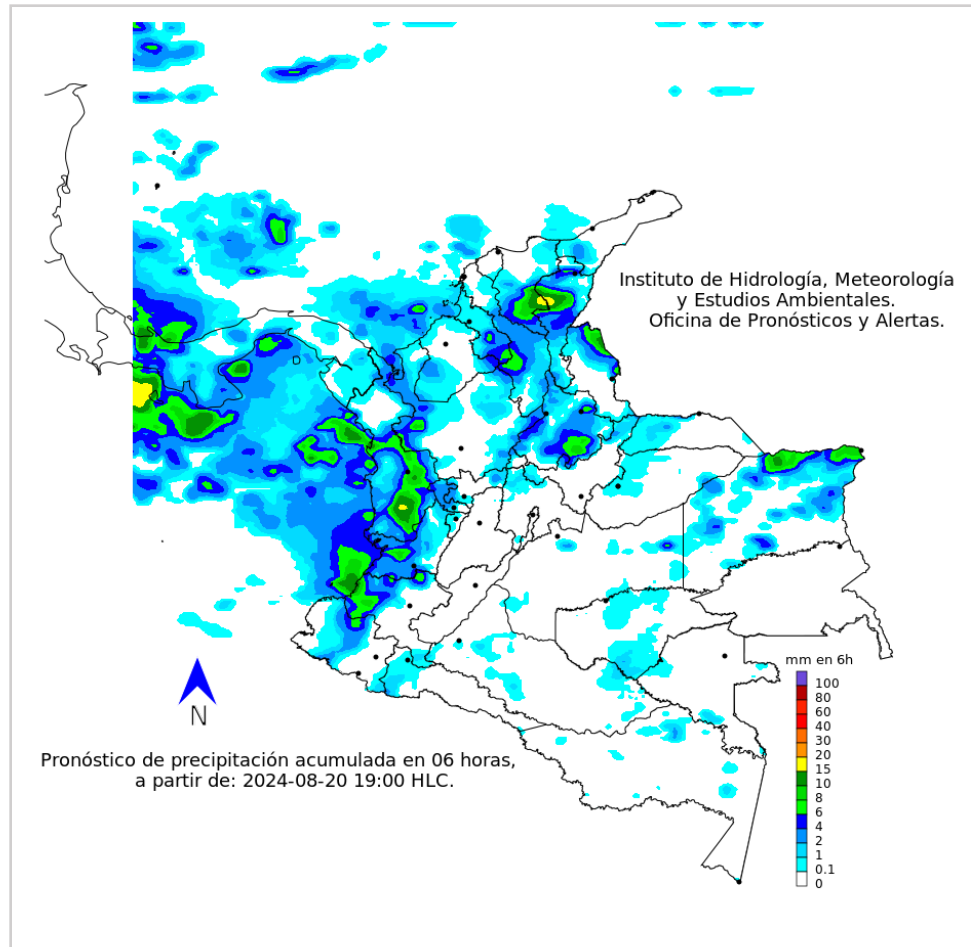 Instituto de Hidrología, Meteorología
y Estudios Ambientales.
Oficina de Pronósticos y Alertas.
mm en 6h
100
80
60
40
30
20
15
10
8
6
4
2
1
0.1
0
N
Pronóstico de precipitación acumulada en 06 horas,
a partir de: 2024-08-20 19:00 HLC.